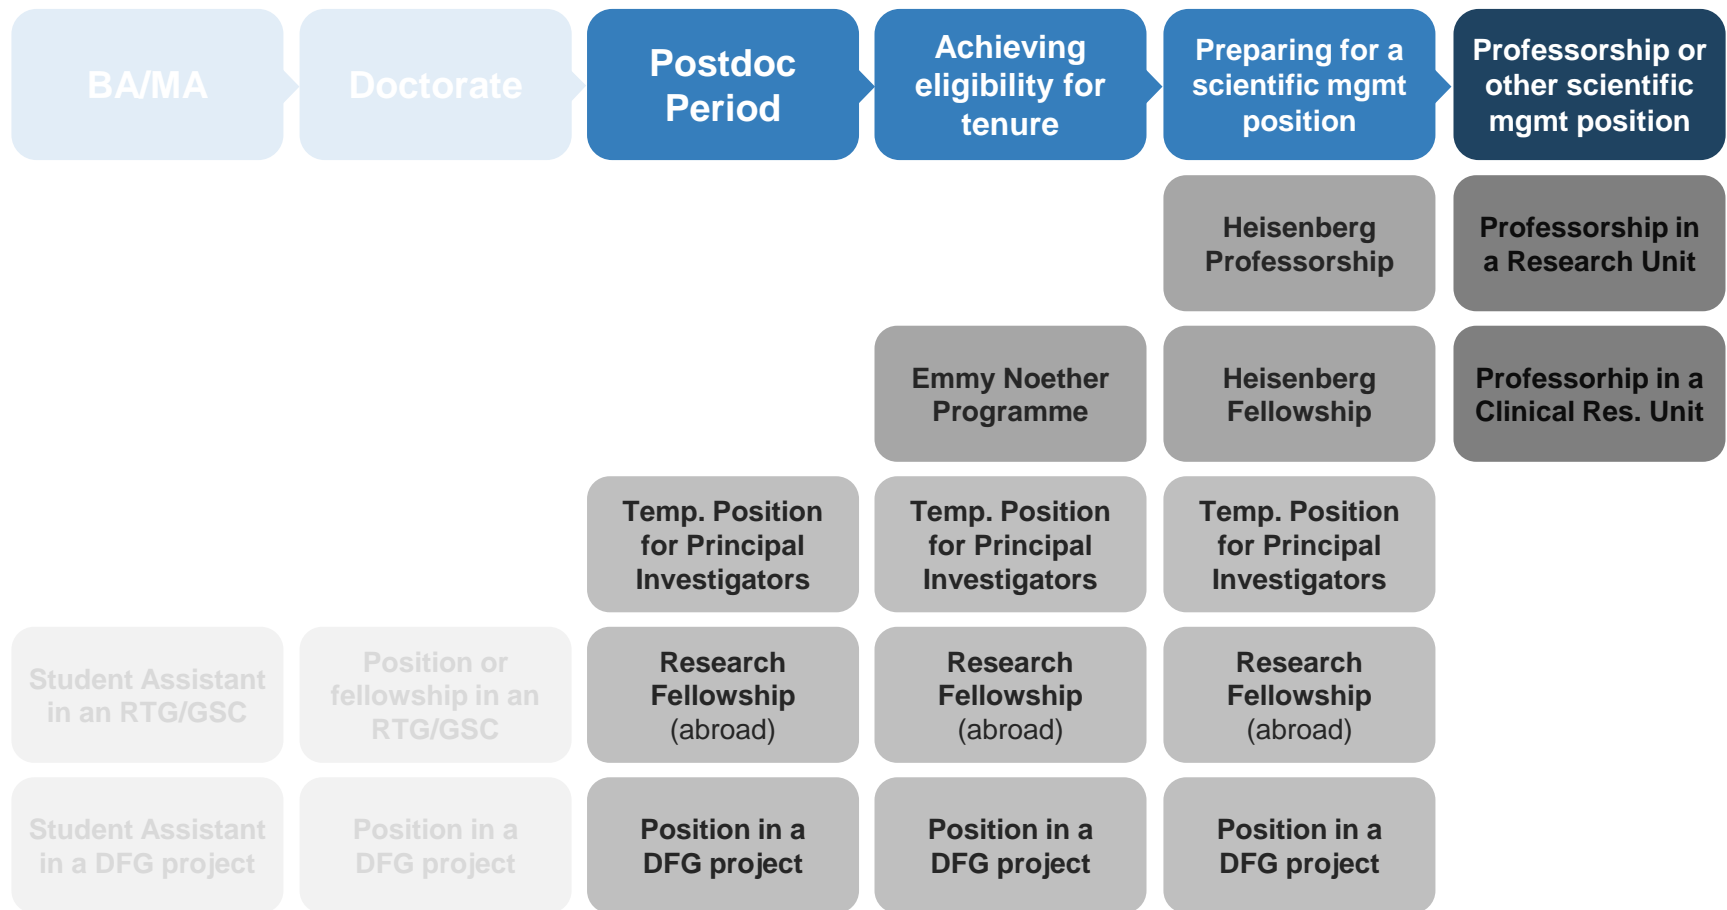 BA/MA
Doctorate
Postdoc
Period
Achieving
eligibility for
tenure
Preparing for a
scientific mgmt
position
Professorship or
other scientific
mgmt position
Heisenberg
Professorship
Professorship in
a Research Unit
Emmy Noether
Programme
Heisenberg
Fellowship
Professorhip in a
Clinical Res. Unit
Temp. Position
for Principal
Investigators
Temp. Position
for Principal
Investigators
Temp. Position
for Principal
Investigators
Student Assistant
in an RTG/GSC
Position or
fellowship in an
RTG/GSC
Research
Fellowship
(abroad)
Research
Fellowship
(abroad)
Research
Fellowship
(abroad)
Student Assistant
in a DFG project
Position in a
DFG project
Position in a
DFG project
Position in a
DFG project
Position in a
DFG project